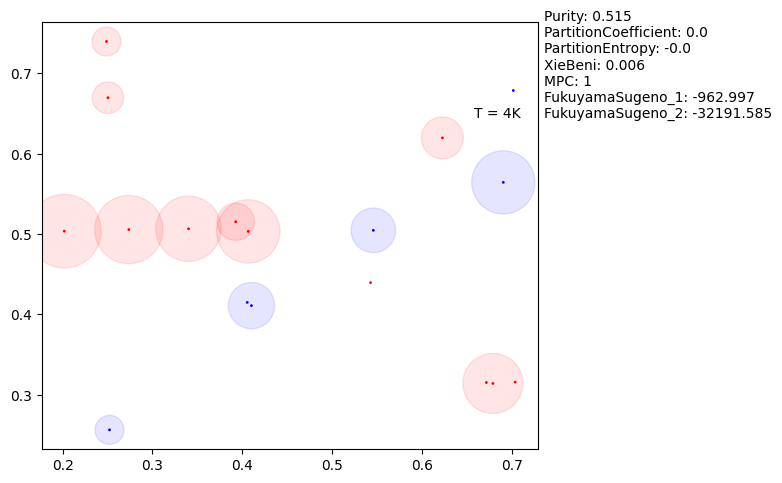 Purity: 0.515
PartitionCoefficient: 0.0
PartitionEntropy: -0.0
XieBeni: 0.006
MPC: 1
FukuyamaSugeno_1: -962.997
FukuyamaSugeno_2: -32191.585
T = 4K
0.7
0.6
0.5
0.4
0.3
0.2 0.3 0.4 0.5 0.6 0.7